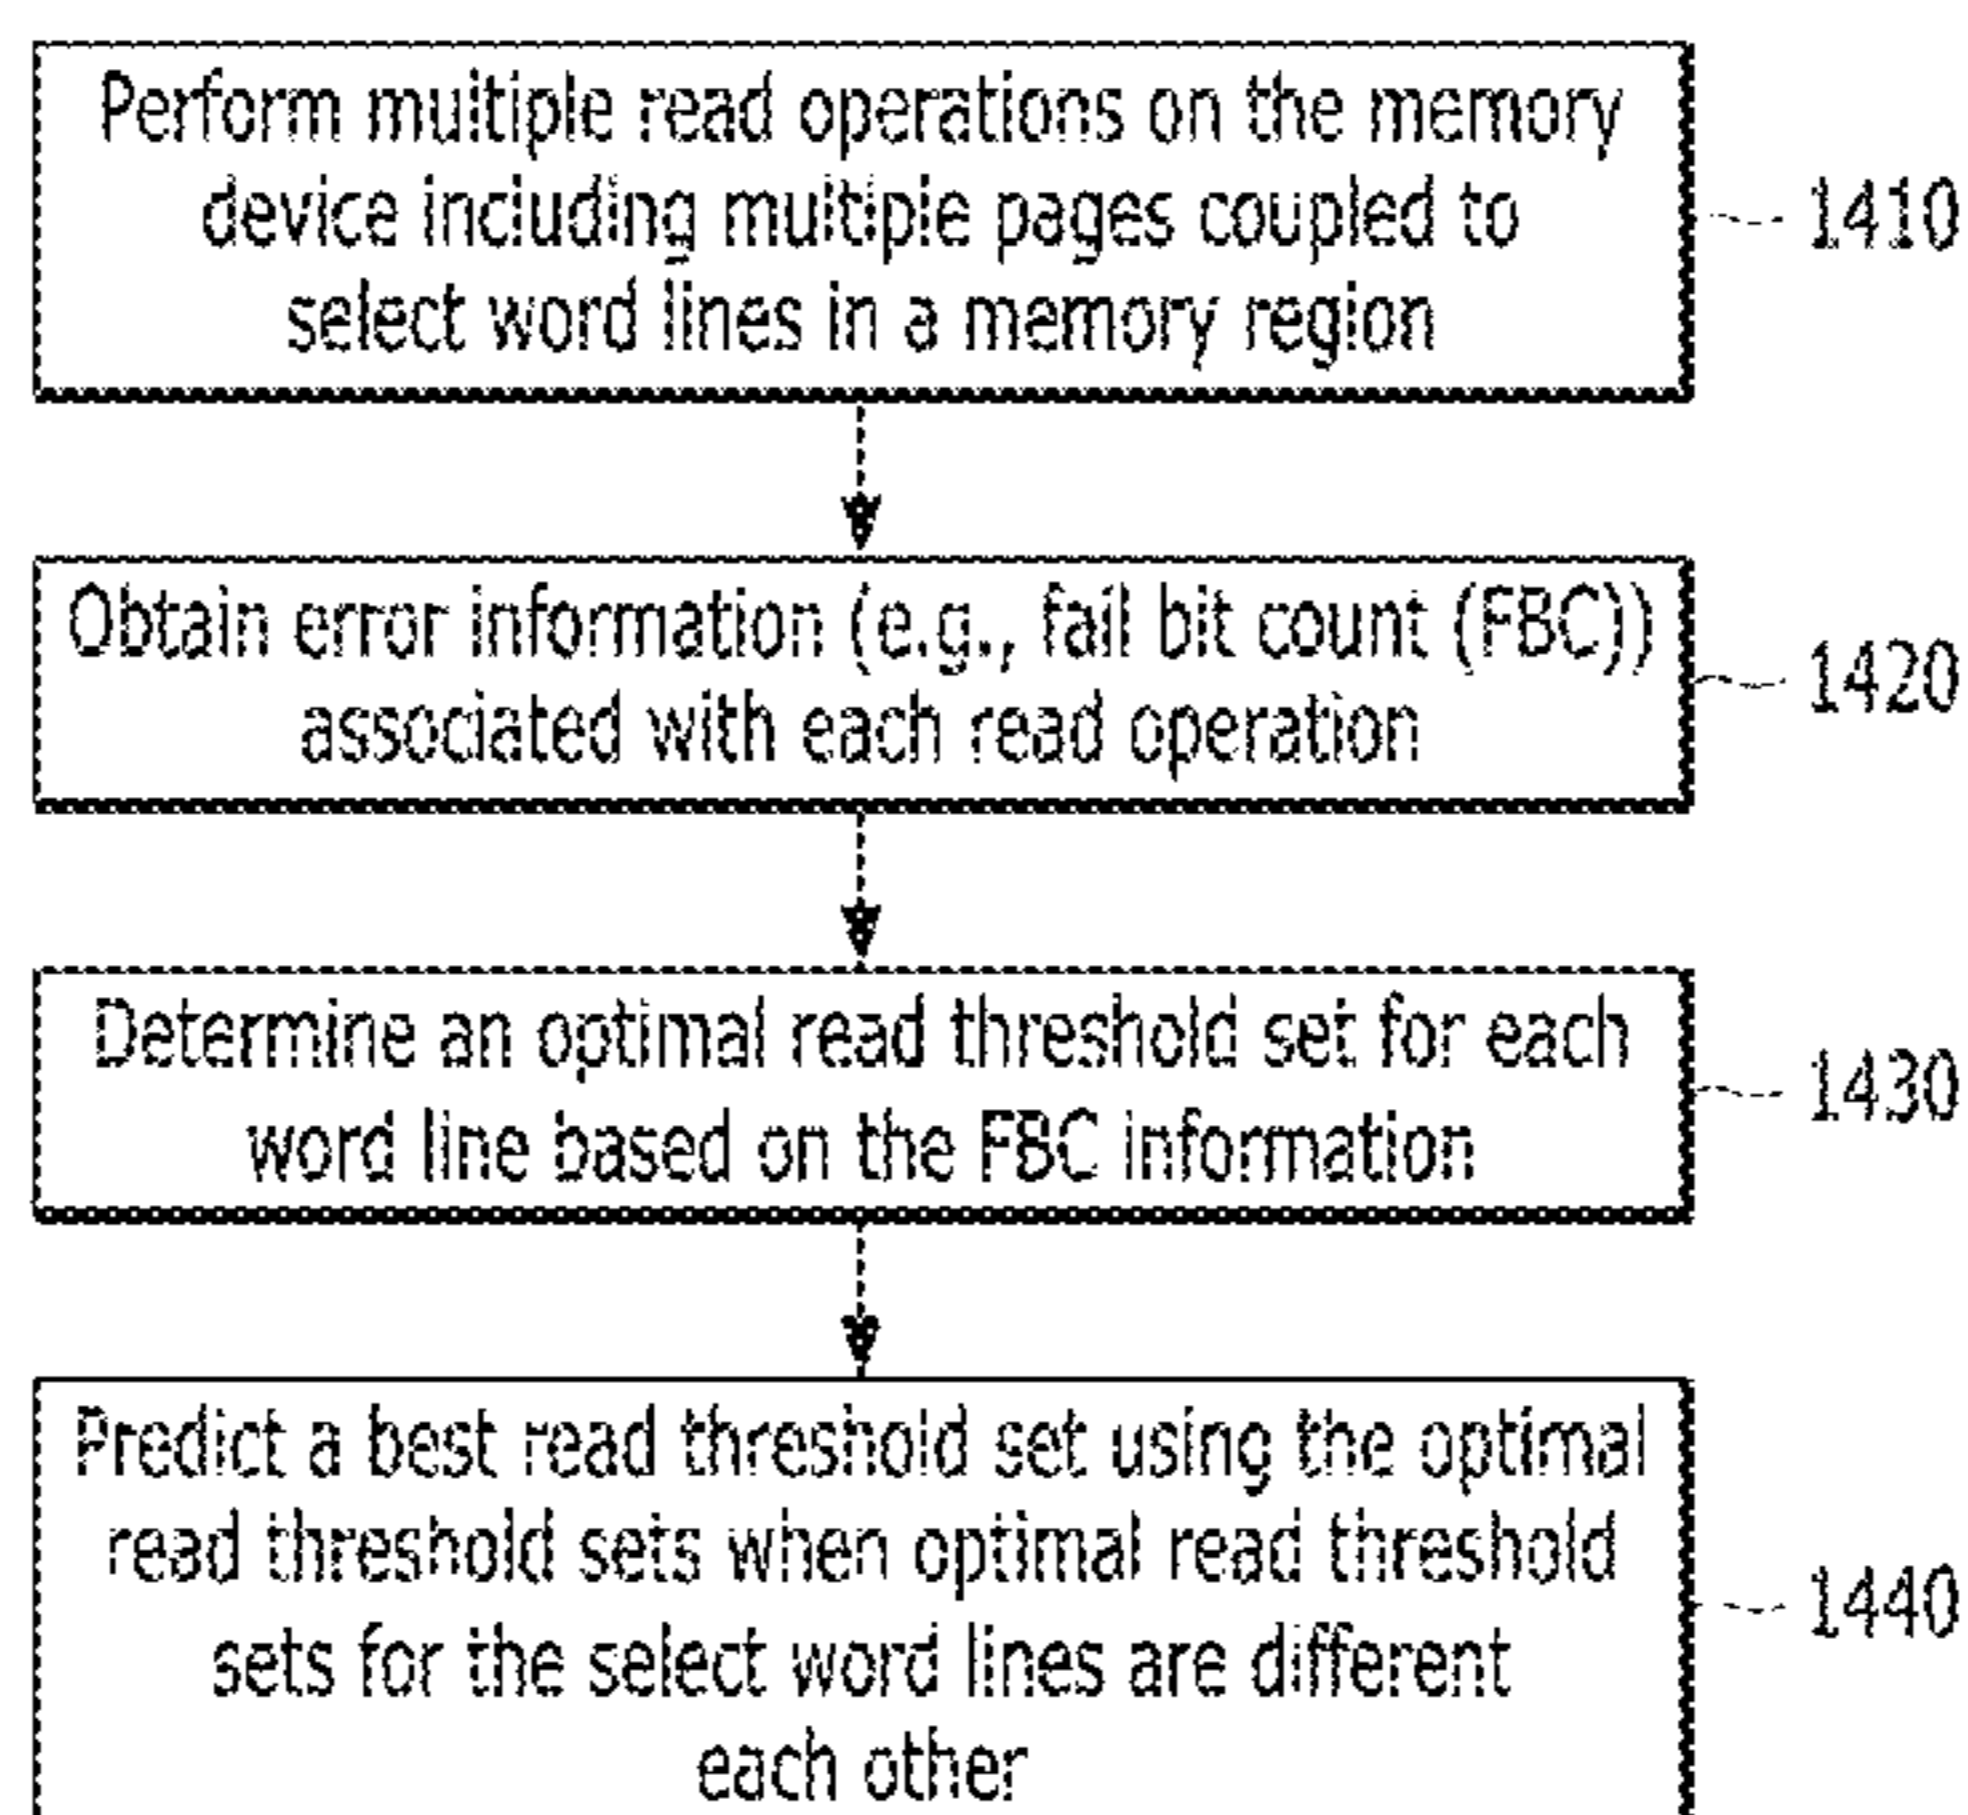 Perform multiple read operations on the memory
device including multiple pages coupled to
select word lines in a memory region
1410
Obtain error information (e.g., fail bit count (FBC))
associated with each read operation
1420
Determine an optimal read threshold set for each
word line based on the FBC information
1430
Predict a best read threshold set using the optimal
read threshold sets when optimal read threshold
sets for the select word lines are different
each other
1440